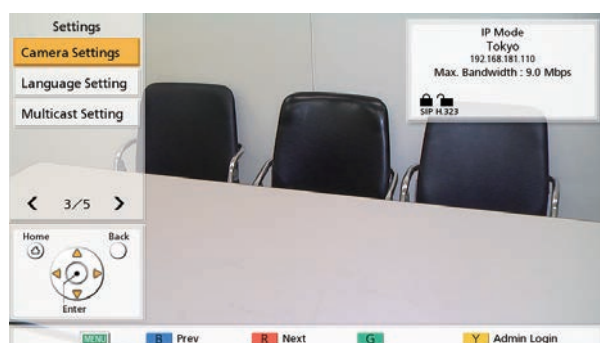 Settings
Camera Settings
Language Setting
Multicast Setting
3/5
Home
Back
Enter
IP Mode
Tokyo
192.168.181.110
Max. Bandwidth : 9.0 Mbps
SIP H.323
MENU
B Prev
R Next
G
Y Admin Login